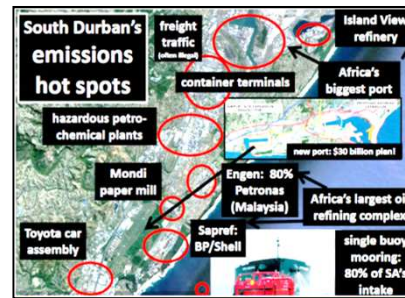 South Durban's
emissions
hot spots
freight
traffic
(often illegal)
Island View
refinery
container terminals
Africa's
biggest port
hazardous petro-
chemical plants
new port: $30 billion plan!
Mondi
paper mill
Engen: 80%
Petronas
(Malaysia)
Africa's largest oil
refining complex
Toyota car
assembly
Sapref:
BP/Shell
single buoy
mooring:
80% of SA's
intake